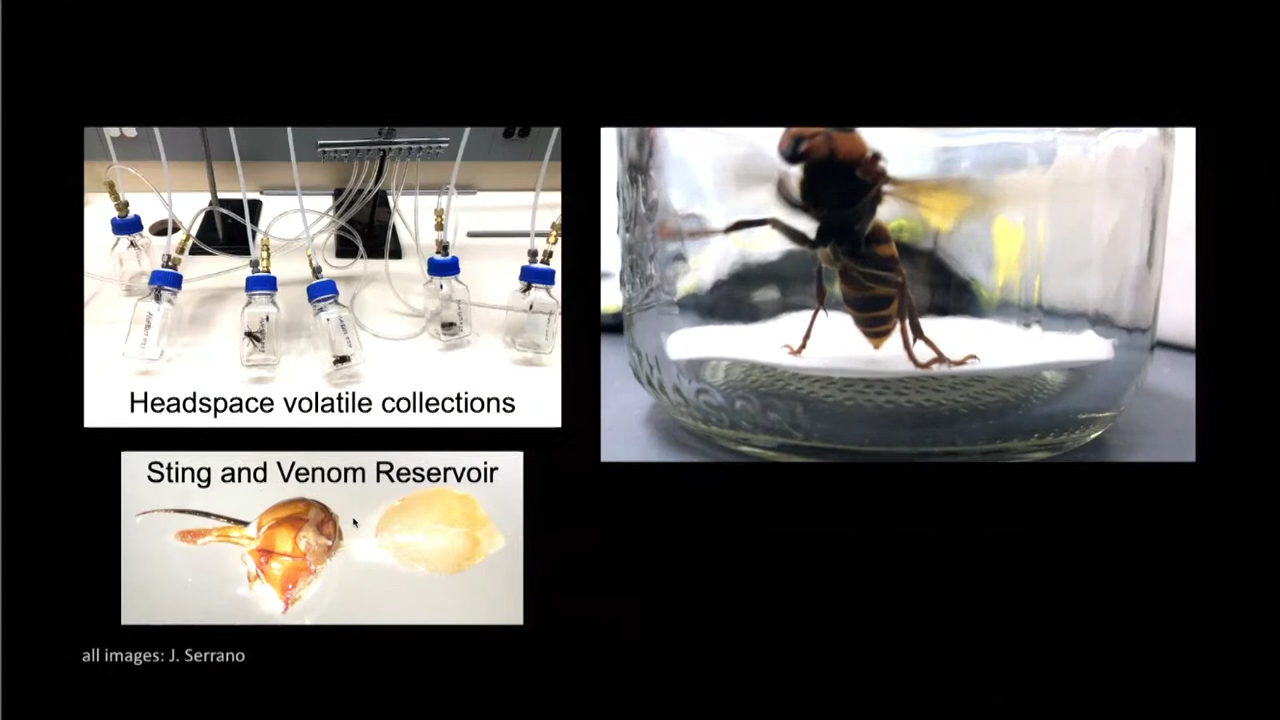 Headspace volatile collections
Sting and Venom Reservoir
all images: J. Serrano